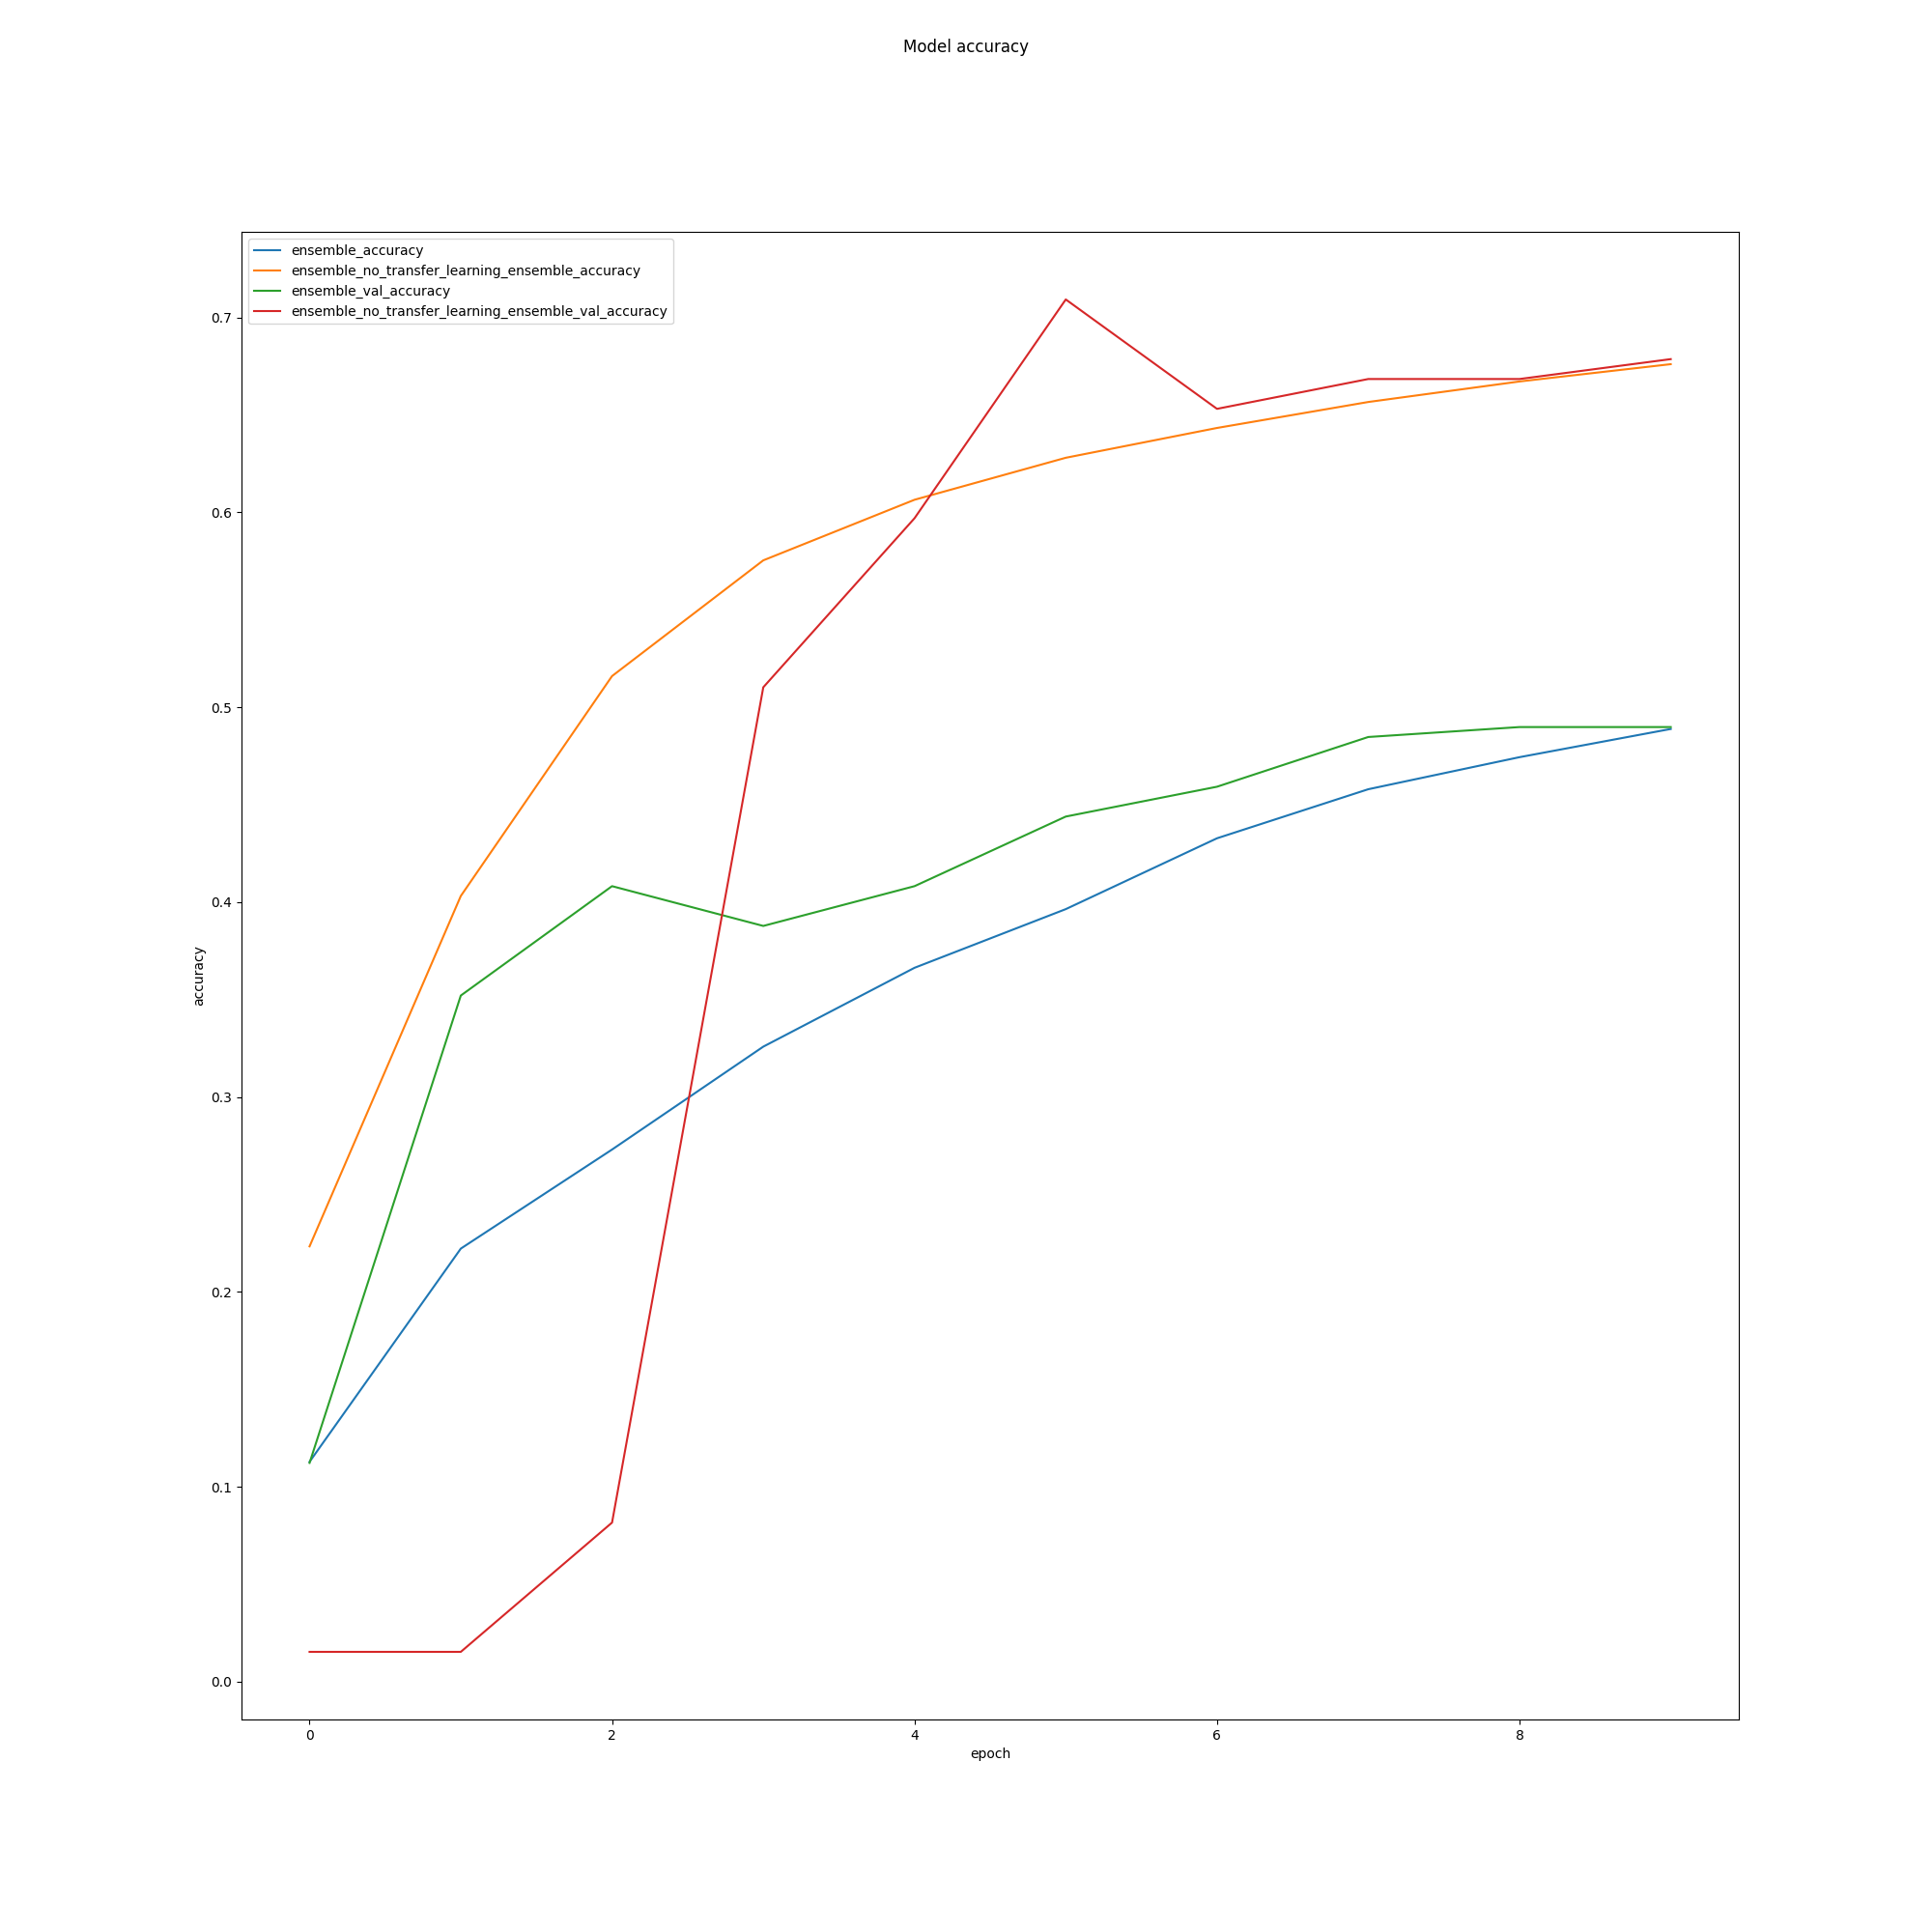 Model accuracy
ensemble_accuracy
ensemble_no_transfer_learning_ensemble_accuracy
ensemble_val_accuracy
ensemble_no_transfer_learning_ensemble_val_accuracy
0.7
0.6
0.5
0.4
0.3
0.2
0.1
0.0
accuracy
0 2 4 6 8
epoch